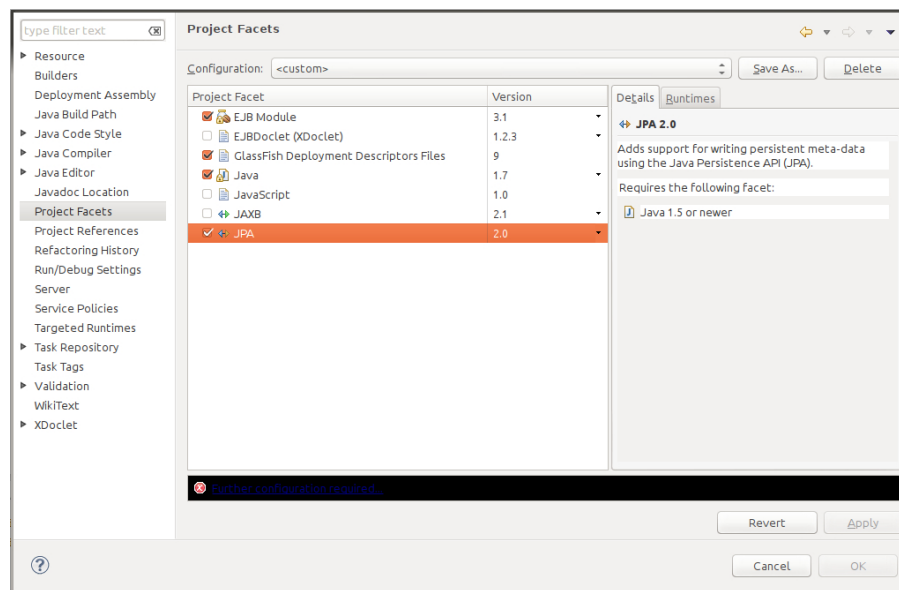 type filter text
Resource
Builders
Deployment Assembly
Java Build Path
Java Code Style
Java Compiler
Java Editor
Javadoc Location
Project Facets
Project References
Refactoring History
Run/Debug Settings
Server
Service Policies
Targeted Runtimes
Task Repository
Task Tags
Validation
WikiText
XDoclet
Project Facets
Configuration: <custom> Save As... Delete
Project Facet Version
EJB Module 3.1
EJBDoclet (XDoclet) 1.2.3
GlassFish Deployment Descriptors Files 9
Java 1.7
JavaScript 1.0
JAXB 2.1
JPA 2.0
Details Runtimes
JPA 2.0
Adds support for writing persistent meta-data
using the Java Persistence API (JPA).
Requires the following facet:
Java 1.5 or newer
Further configuration required...
Revert Apply
Cancel OK